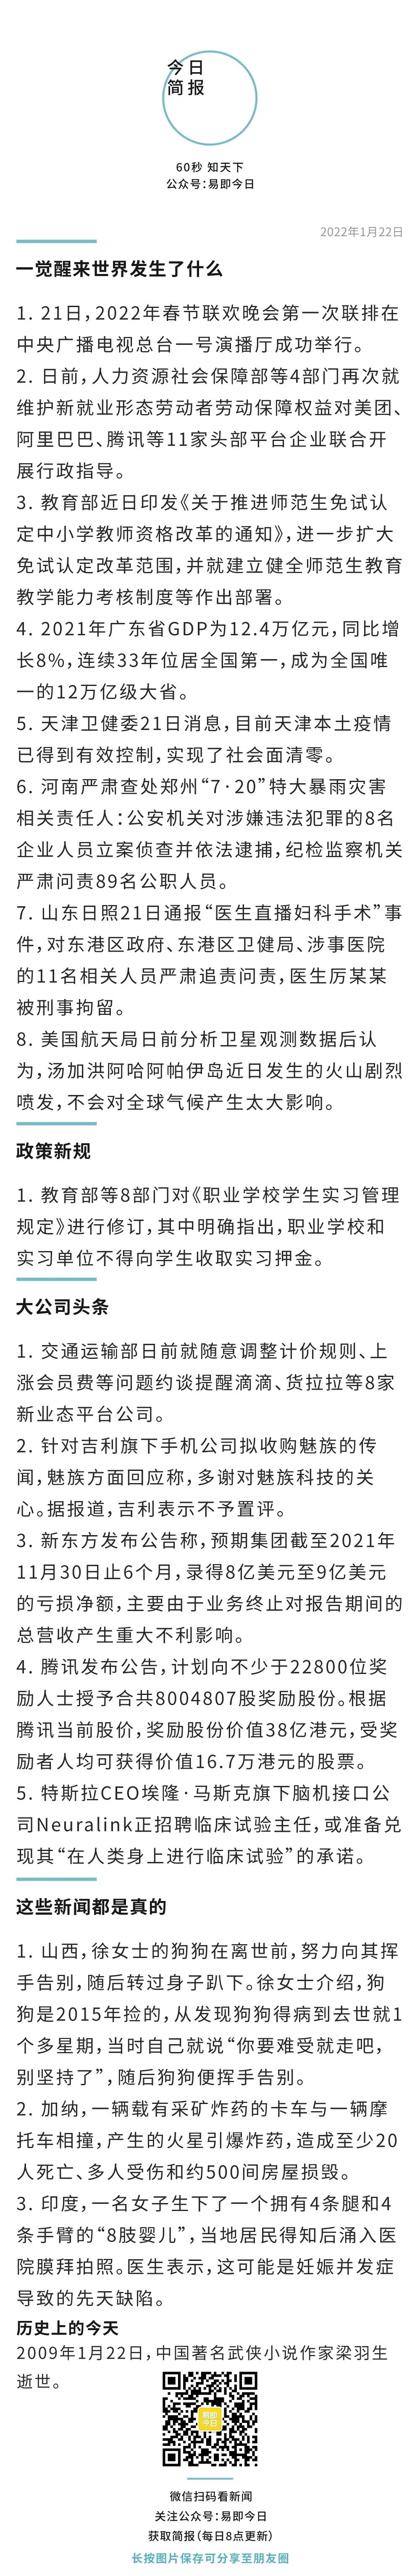 今日
简报
60秒 知天下
公众号：易即今日
2022年1月22日
一觉醒来世界发生了什么
1. 21日，2022年春节联欢晚会第一次联排在
中央广播电视总台一号演播厅成功举行。
2. 日前，人力资源社会保障部等4部门再次就
维护新就业形态劳动者劳动保障权益对美团、
阿里巴巴、腾讯等11家头部平台企业联合开
展行政指导。
3. 教育部近日印发《关于推进师范生免试认
定中小学教师资格改革的通知》，进一步扩大
免试认定改革范围，并就建立健全师范生教育
教学能力考核制度等作出部署。
4. 2021年广东省GDP为12.4万亿元，同比增
长8%，连续33年位居全国第一，成为全国唯
一的12万亿级大省。
5. 天津卫健委21日消息，目前天津本土疫情
已得到有效控制，实现了社会面清零。
6. 河南严肃查处郑州“7·20”特大暴雨灾害
相关责任人：公安机关对涉嫌违法犯罪的8名
企业人员立案侦查并依法逮捕，纪检监察机关
严肃问责89名公职人员。
7. 山东日照21日通报“医生直播妇科手术”事
件，对东港区政府、东港区卫健局、涉事医院
的11名相关人员严肃追责问责，医生厉某某
被刑事拘留。
8. 美国航天局日前分析卫星观测数据后认
为，汤加洪阿哈阿帕伊岛近日发生的火山剧烈
喷发，不会对全球气候产生太大影响。
政策新规
1. 教育部等8部门对《职业学校学生实习管理
规定》进行修订，其中明确指出，职业学校和
实习单位不得向学生收取实习押金。
大公司头条
1. 交通运输部日前就随意调整计价规则、上
涨会员费等问题约谈提醒滴滴、货拉拉等8家
新业态平台公司。
2. 针对吉利旗下手机公司拟收购魅族的传
闻，魅族方面回应称，多谢对魅族科技的关
心。据报道，吉利表示不予置评。
3. 新东方发布公告称，预期集团截至2021年
11月30日止6个月，录得8亿美元至9亿美元
的亏损净额，主要由于业务终止对报告期间的
总营收产生重大不利影响。
4. 腾讯发布公告，计划向不少于22800位奖
励人士授予合共8004807股奖励股份。根据
腾讯当前股价，奖励股份价值38亿港元，受奖
励者人均可获得价值16.7万港元的股票。
5. 特斯拉CEO埃隆·马斯克旗下脑机接口公
司Neuralink正招聘临床试验主任，或准备兑
现其“在人类身上进行临床试验”的承诺。
这些新闻都是真的
1. 山西，徐女士的狗狗在离世前，努力向其挥
手告别，随后转过身子趴下。徐女士介绍，狗
狗是2015年捡的，从发现狗狗得病到去世就1
个多星期，当时自己就说“你要难受就走吧，
别坚持了”，随后狗狗便挥手告别。
2. 加纳，一辆载有采矿炸药的卡车与一辆摩
托车相撞，产生的火星引爆炸药，造成至少20
人死亡、多人受伤和约500间房屋损毁。
3. 印度，一名女子生下了一个拥有4条腿和4
条手臂的“8肢婴儿”，当地居民得知后涌入医
院膜拜拍照。医生表示，这可能是妊娠并发症
导致的先天缺陷。
历史上的今天
2009年1月22日，中国著名武侠小说作家梁羽生
逝世。
易即
今日
微信扫码看新闻
关注公众号：易即今日
获取简报（每日8点更新）
长按图片保存可分享至朋友圈